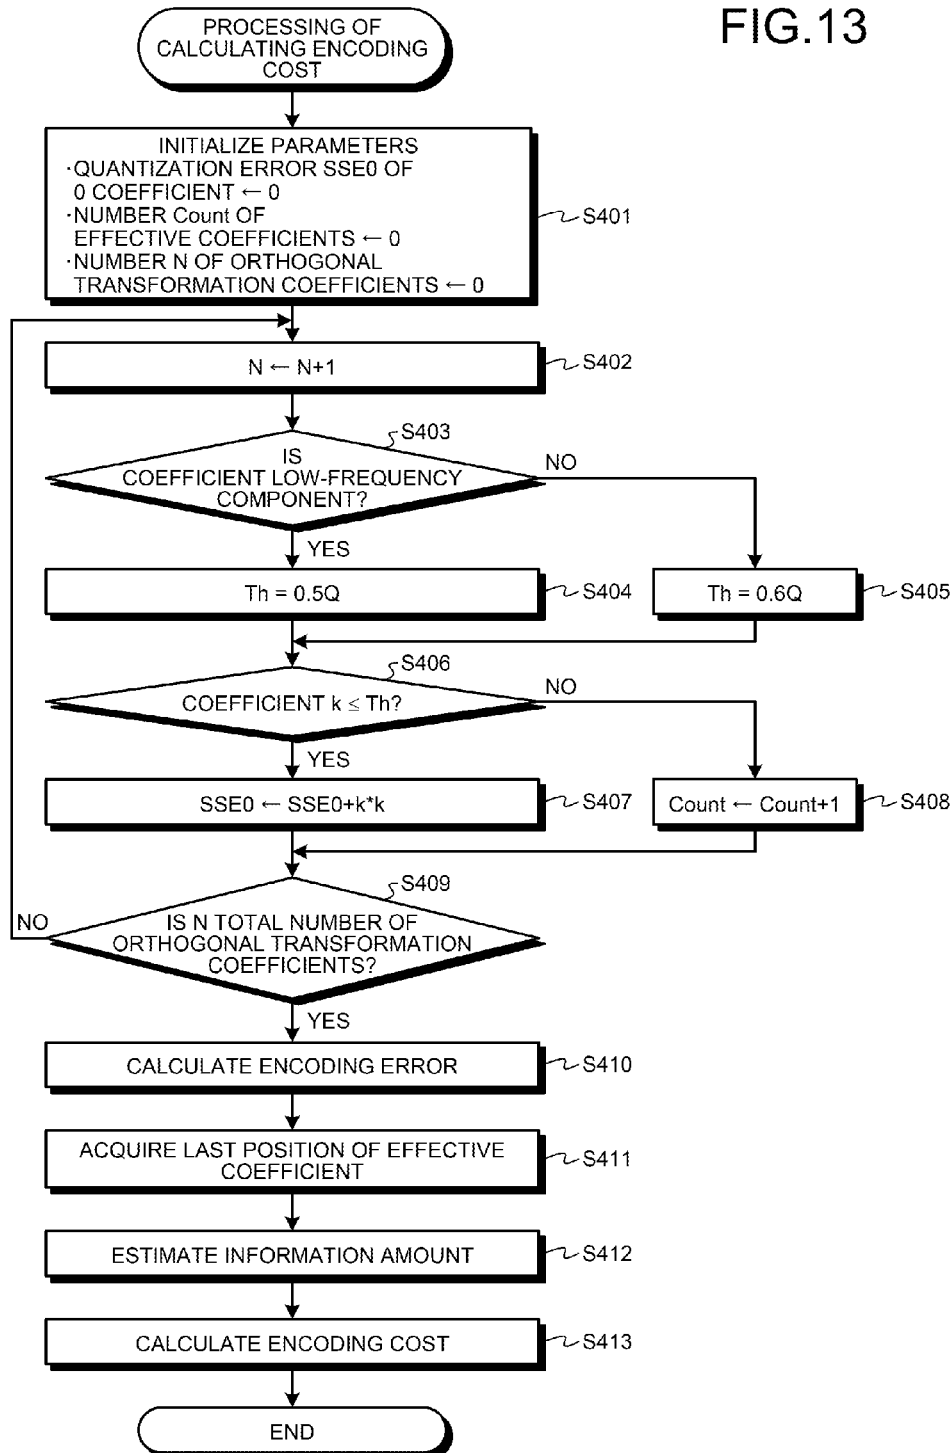 FIG.13
PROCESSING OF
CALCULATING ENCODING
COST
INITIALIZE PARAMETERS
·QUANTIZATION ERROR SSE0 OF
0 COEFFICIENT ← 0
·NUMBER Count OF
EFFECTIVE COEFFICIENTS ← 0
·NUMBER N OF ORTHOGONAL
TRANSFORMATION COEFFICIENTS ← 0
S401
N ← N+1
S402
S403
IS
COEFFICIENT LOW-FREQUENCY
COMPONENT?
NO
YES
Th = 0.5Q
S404
Th = 0.6Q
S405
S406
COEFFICIENT k ≤ Th?
NO
YES
SSE0 ← SSE0+k*k
S407
Count ← Count+1
S408
S409
IS N TOTAL NUMBER OF
ORTHOGONAL TRANSFORMATION
COEFFICIENTS?
NO
YES
CALCULATE ENCODING ERROR
S410
ACQUIRE LAST POSITION OF EFFECTIVE
COEFFICIENT
S411
ESTIMATE INFORMATION AMOUNT
S412
CALCULATE ENCODING COST
S413
END